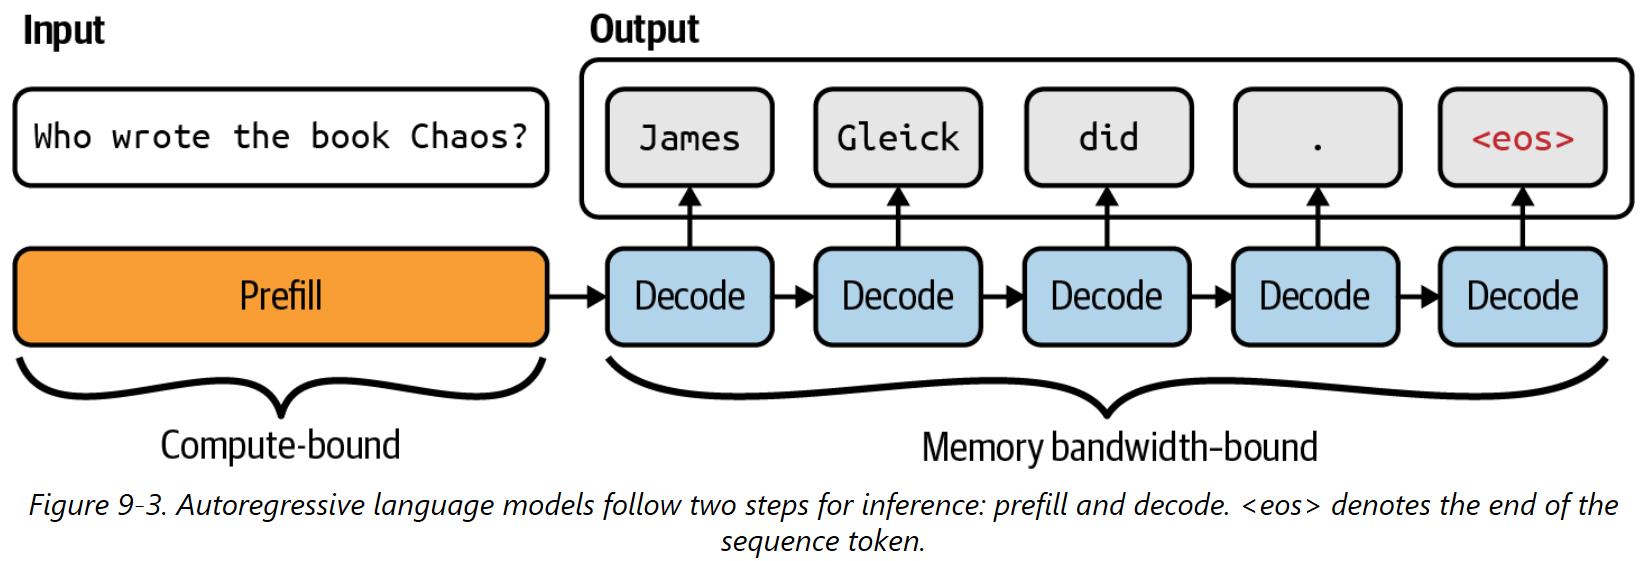 Input
Output
Who wrote the book Chaos?
James
Gleick
did
.
<eos>
Prefill
Decode
Decode
Decode
Decode
Decode
Compute-bound
Memory bandwidth–bound
Figure 9-3. Autoregressive language models follow two steps for inference: prefill and decode. <eos> denotes the end of the
sequence token.